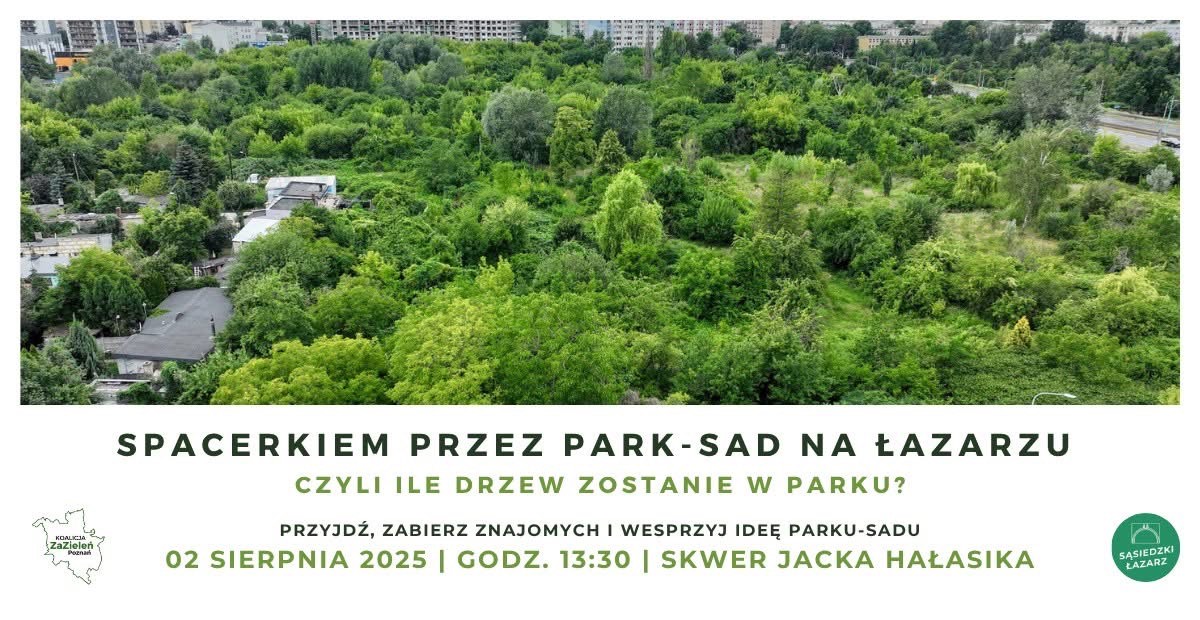 SPACERKIEM PRZEZ PARK-SAD NA ŁAZARZU
CZYLI ILE DRZEW ZOSTANIE W PARKU?
PRZYJDŹ, ZABIERZ ZNAJOMYCH I WESPRZYJ IDEĘ PARKU-SADU
02 SIERPNIA 2025 | GODZ. 13:30 | SKWER JACKA HAŁASIKA
KOALICJA
ZaZieleń
Poznań
SĄSIEDZKI
ŁAZARZ